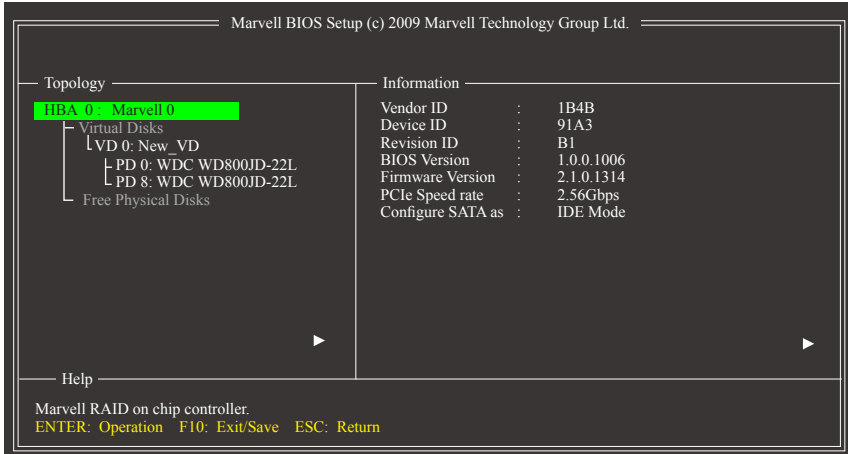 Marvell BIOS Setup (c) 2009 Marvell Technology Group Ltd.
Topology
HBA 0 : Marvell 0
Virtual Disks
VD 0: New_VD
PD 0: WDC WD800JD-22L
PD 8: WDC WD800JD-22L
Free Physical Disks
Information
Vendor ID : 1B4B
Device ID : 91A3
Revision ID : B1
BIOS Version : 1.0.0.1006
Firmware Version : 2.1.0.1314
PCIe Speed rate : 2.56Gbps
Configure SATA as : IDE Mode
Help
Marvell RAID on chip controller.
ENTER: Operation F10: Exit/Save ESC: Return